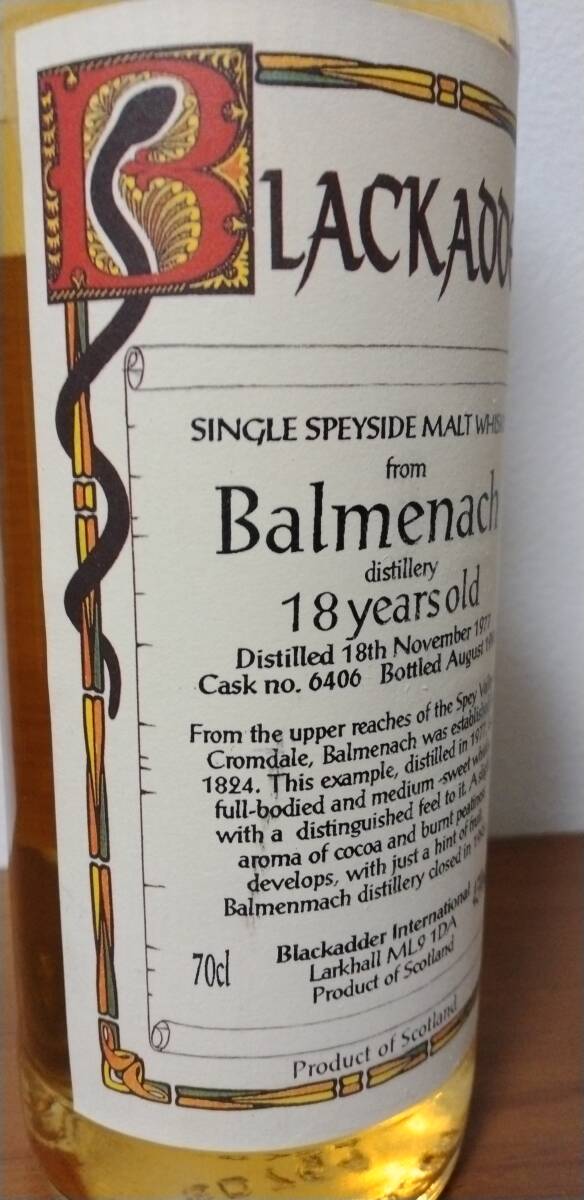 BLACKADD
SINGLE SPEYSIDE MALT WHIS
from
Balmenach
distillery
18 years old
Distilled 18th November 1977
Cask no. 6406 Bottled August
From the upper reaches of the Spey
Cromdale, Balmenach was established
1824. This example, distilled in 1977
full-bodied and medium-sweet
with a distinguished feel to it. A
aroma of cocoa and burnt
develops, with just a hint of
Balmenmach distillery closed in
70cl
Blackadder International
Larkhall ML9 1DA
Product of Scotland
Product of Scotland